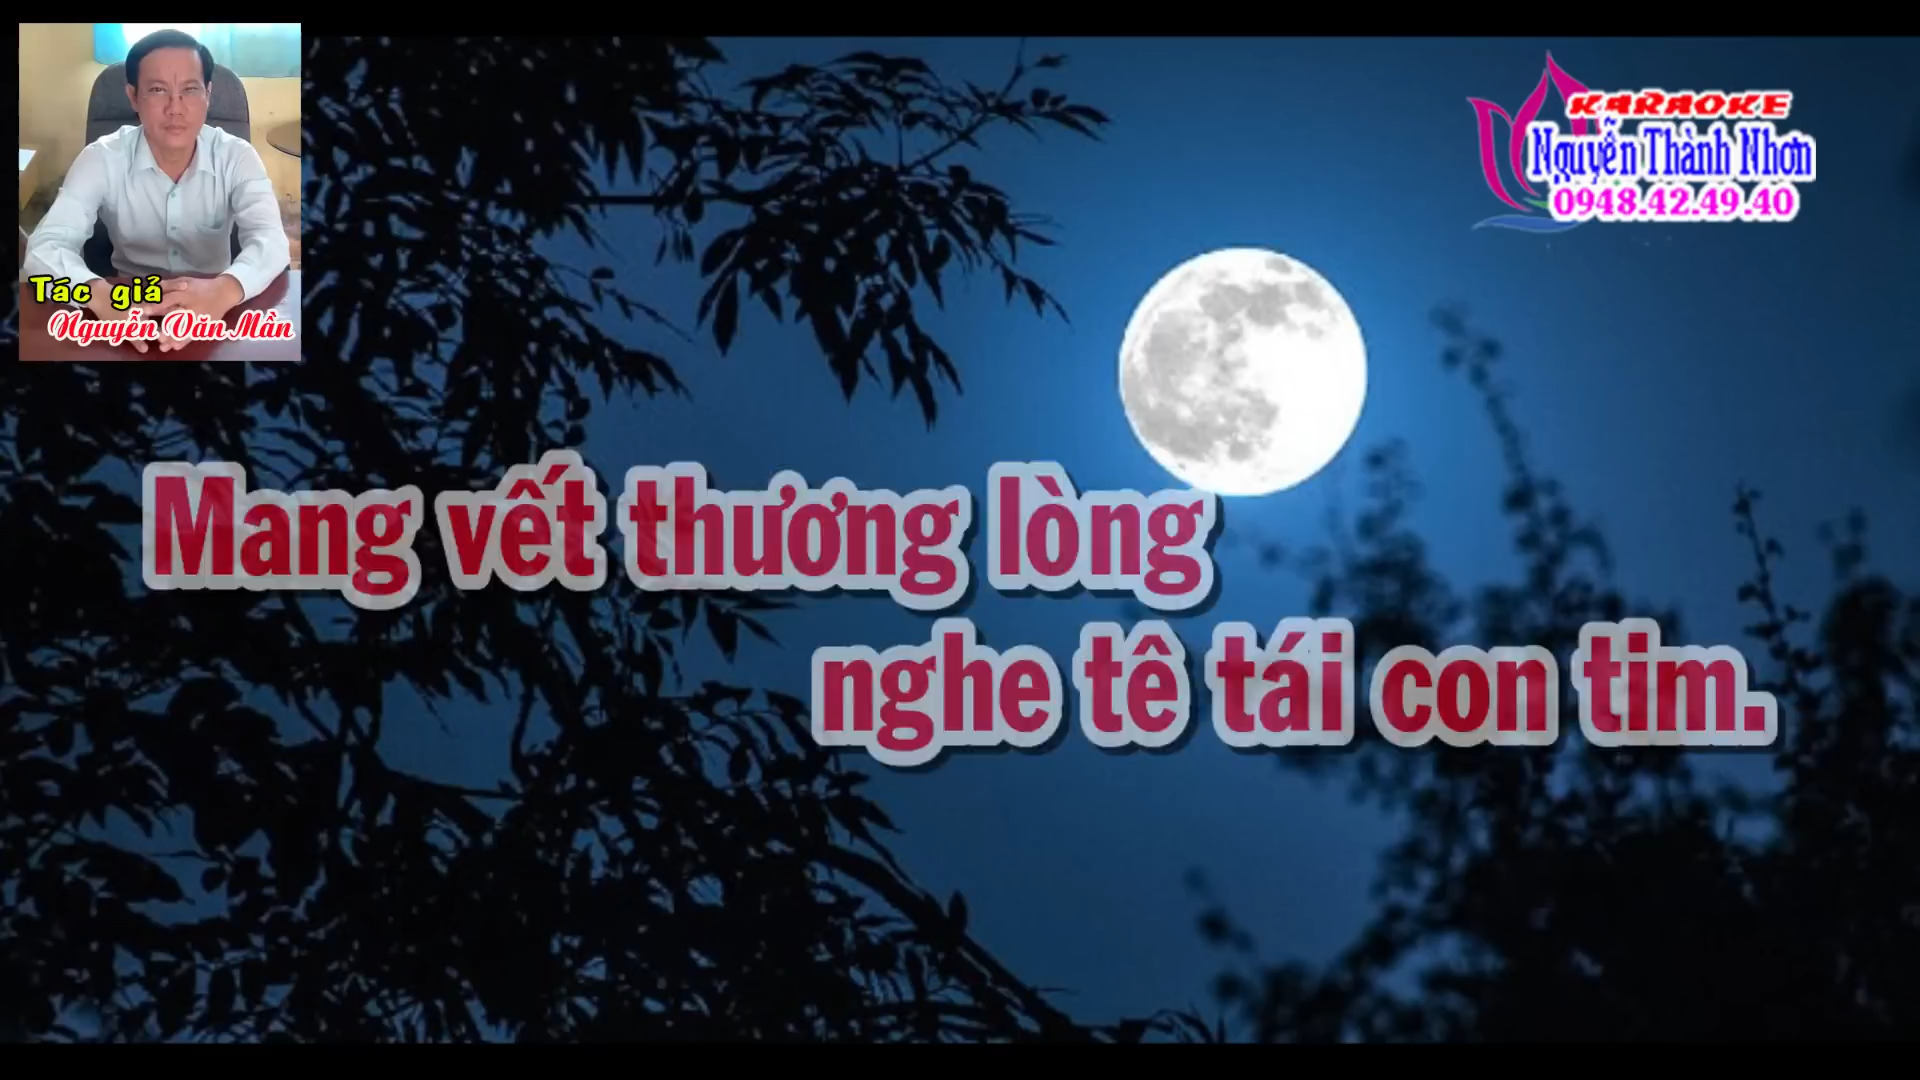 KARAOKE
Nguyễn Thành Nhơn
0948.42.49.40
Tác giả
Nguyễn Văn Mần
Mang vết thương lòng
nghe tê tái con tim.